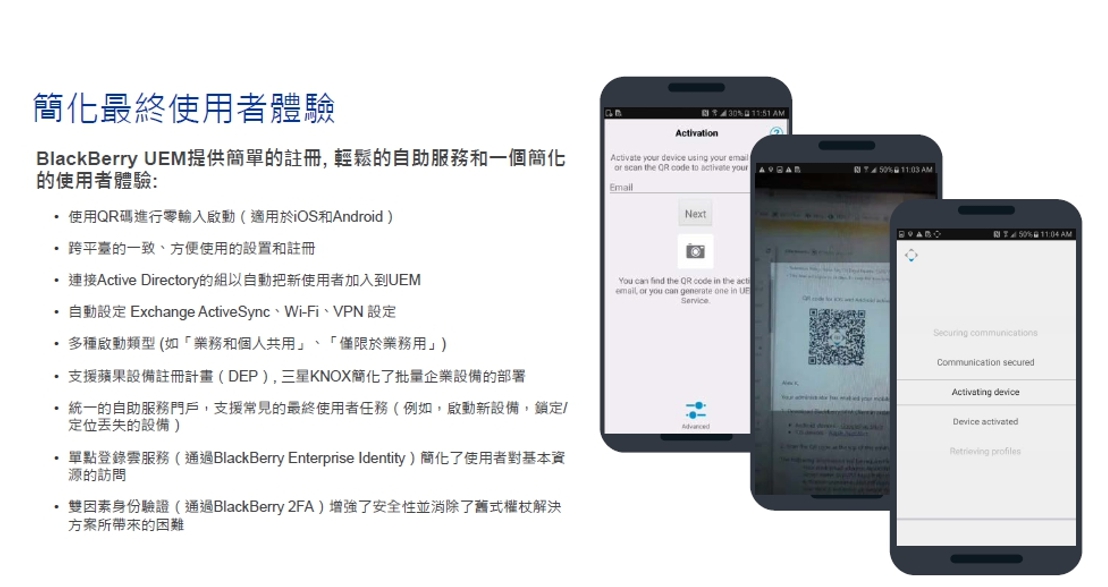 簡化最終使用者體驗
BlackBerry UEM提供簡單的註冊, 輕鬆的自助服務和一個簡化
的使用者體驗:
• 使用QR碼進行零輸入啟動（適用於iOS和Android）
• 跨平臺的一致、方便使用的設置和註冊
• 連接Active Directory的組以自動把新使用者加入到UEM
• 自動設定 Exchange ActiveSync、Wi-Fi、VPN 設定
• 多種啟動類型 (如「業務和個人共用」、「僅限於業務用」)
• 支援蘋果設備註冊計畫（DEP）, 三星KNOX簡化了批量企業設備的部署
• 統一的自助服務門戶，支援常見的最終使用者任務（例如，啟動新設備，鎖定/
定位丟失的設備）
• 單點登錄雲服務（通過BlackBerry Enterprise Identity）簡化了使用者對基本資
源的訪問
• 雙因素身份驗證（通過BlackBerry 2FA）增強了安全性並消除了舊式權杖解決
方案所帶來的困難
30% 11:51 AM
Activation
Activate your device using your email
or scan the QR code to activate your
Email
Next
You can find the QR code in the acti
email, or you can generate one in UE
Service.
Advanced
50% 11:03 AM
QR code for iOS and Android
Alex K,
50% 11:04 AM
Securing communications
Communication secured
Activating device
Device activated
Retrieving profiles